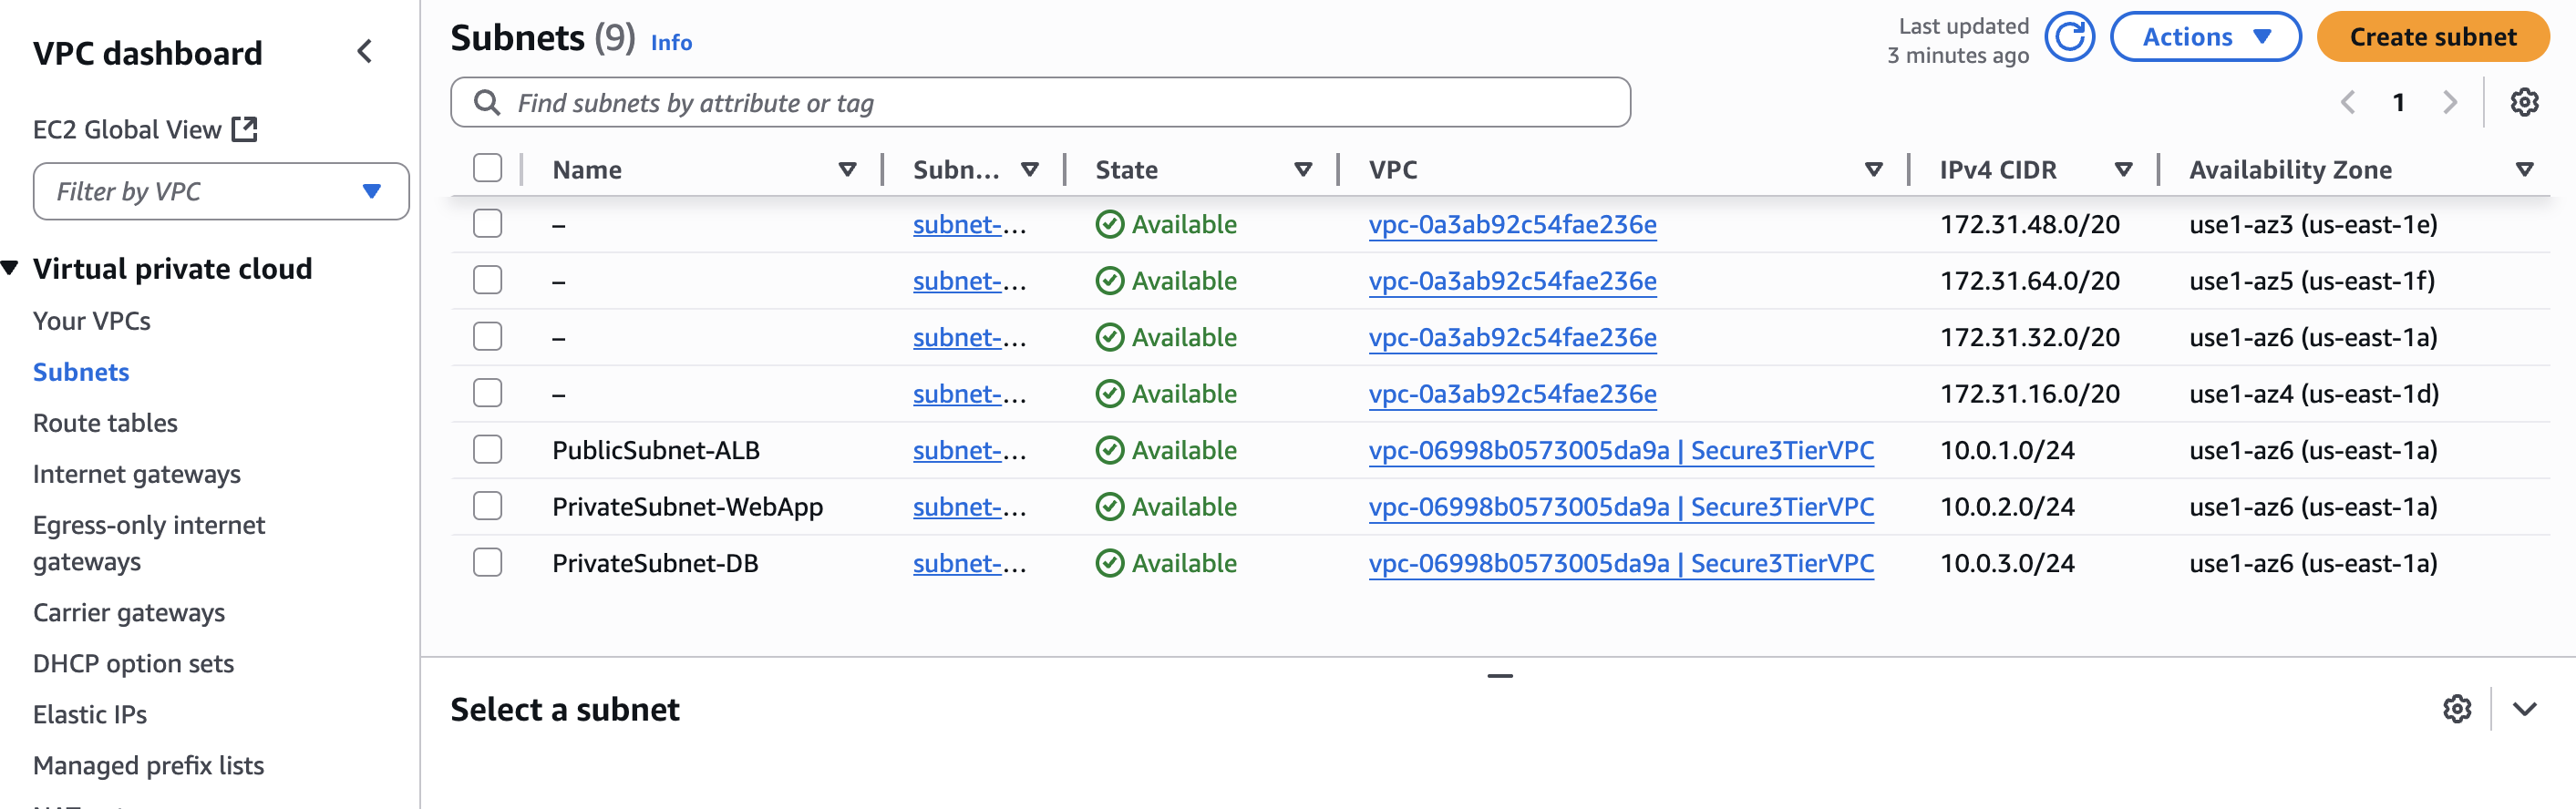 VPC dashboard
EC2 Global View
Filter by VPC
Virtual private cloud
Your VPCs
Subnets
Route tables
Internet gateways
Egress-only internet
gateways
Carrier gateways
DHCP option sets
Elastic IPs
Managed prefix lists
Subnets (9) Info
Last updated
3 minutes ago
Actions
Create subnet
Find subnets by attribute or tag
1
Name Subn... State VPC IPv4 CIDR Availability Zone
– subnet-... Available vpc-0a3ab92c54fae236e 172.31.48.0/20 use1-az3 (us-east-1e)
– subnet-... Available vpc-0a3ab92c54fae236e 172.31.64.0/20 use1-az5 (us-east-1f)
– subnet-... Available vpc-0a3ab92c54fae236e 172.31.32.0/20 use1-az6 (us-east-1a)
– subnet-... Available vpc-0a3ab92c54fae236e 172.31.16.0/20 use1-az4 (us-east-1d)
PublicSubnet-ALB subnet-... Available vpc-06998b0573005da9a | Secure3TierVPC 10.0.1.0/24 use1-az6 (us-east-1a)
PrivateSubnet-WebApp subnet-... Available vpc-06998b0573005da9a | Secure3TierVPC 10.0.2.0/24 use1-az6 (us-east-1a)
PrivateSubnet-DB subnet-... Available vpc-06998b0573005da9a | Secure3TierVPC 10.0.3.0/24 use1-az6 (us-east-1a)
Select a subnet